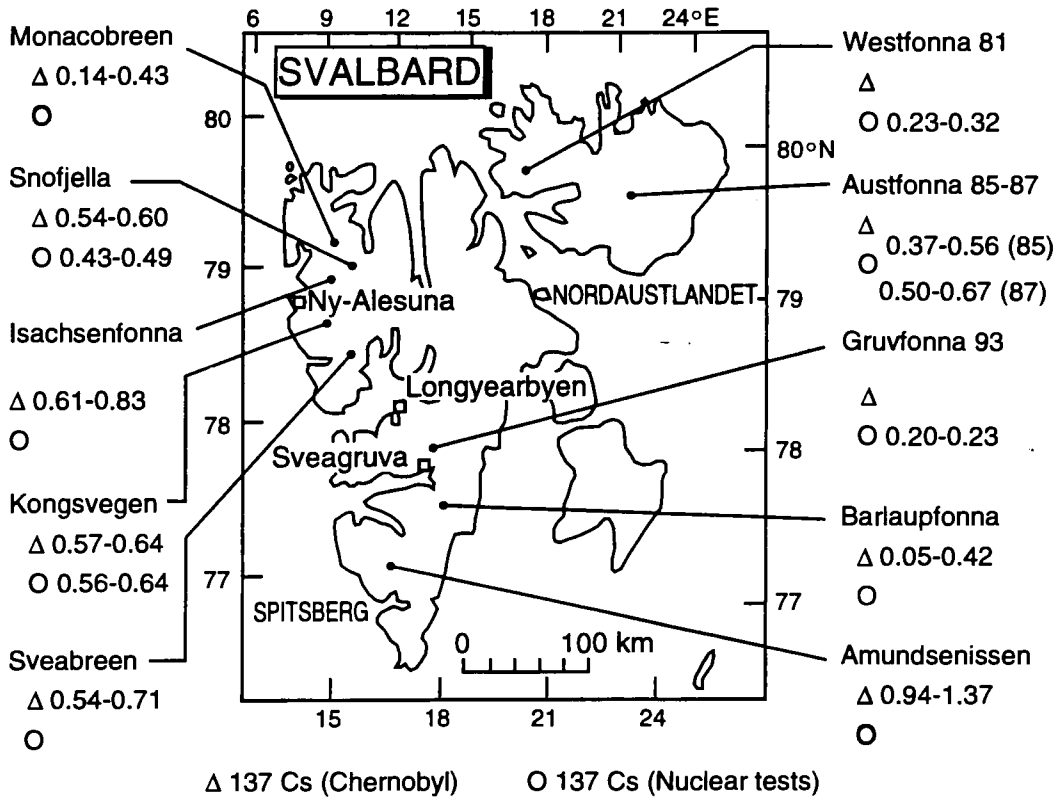 6 9 12 15 18 21 24°E
SVALBARD
80
79
78
77
80°N
79
78
77
15 18 21 24
Monacobreen
Δ 0.14-0.43
O
Snofjella
Δ 0.54-0.60
O 0.43-0.49
Isachsenfonna
Δ 0.61-0.83
O
Kongsvegen
Δ 0.57-0.64
O 0.56-0.64
Sveabreen
Δ 0.54-0.71
O
Ny-Alesuna
Longyearbyen
Sveagruva
SPITSBERG
NORDAUSTLANDET
0 100 km
Westfonna 81
Δ
O 0.23-0.32
Austfonna 85-87
Δ
0.37-0.56 (85)
O
0.50-0.67 (87)
Gruvfonna 93
Δ
O 0.20-0.23
Barlaupfonna
Δ 0.05-0.42
O
Amundsenissen
Δ 0.94-1.37
O
Δ 137 Cs (Chernobyl) O 137 Cs (Nuclear tests)